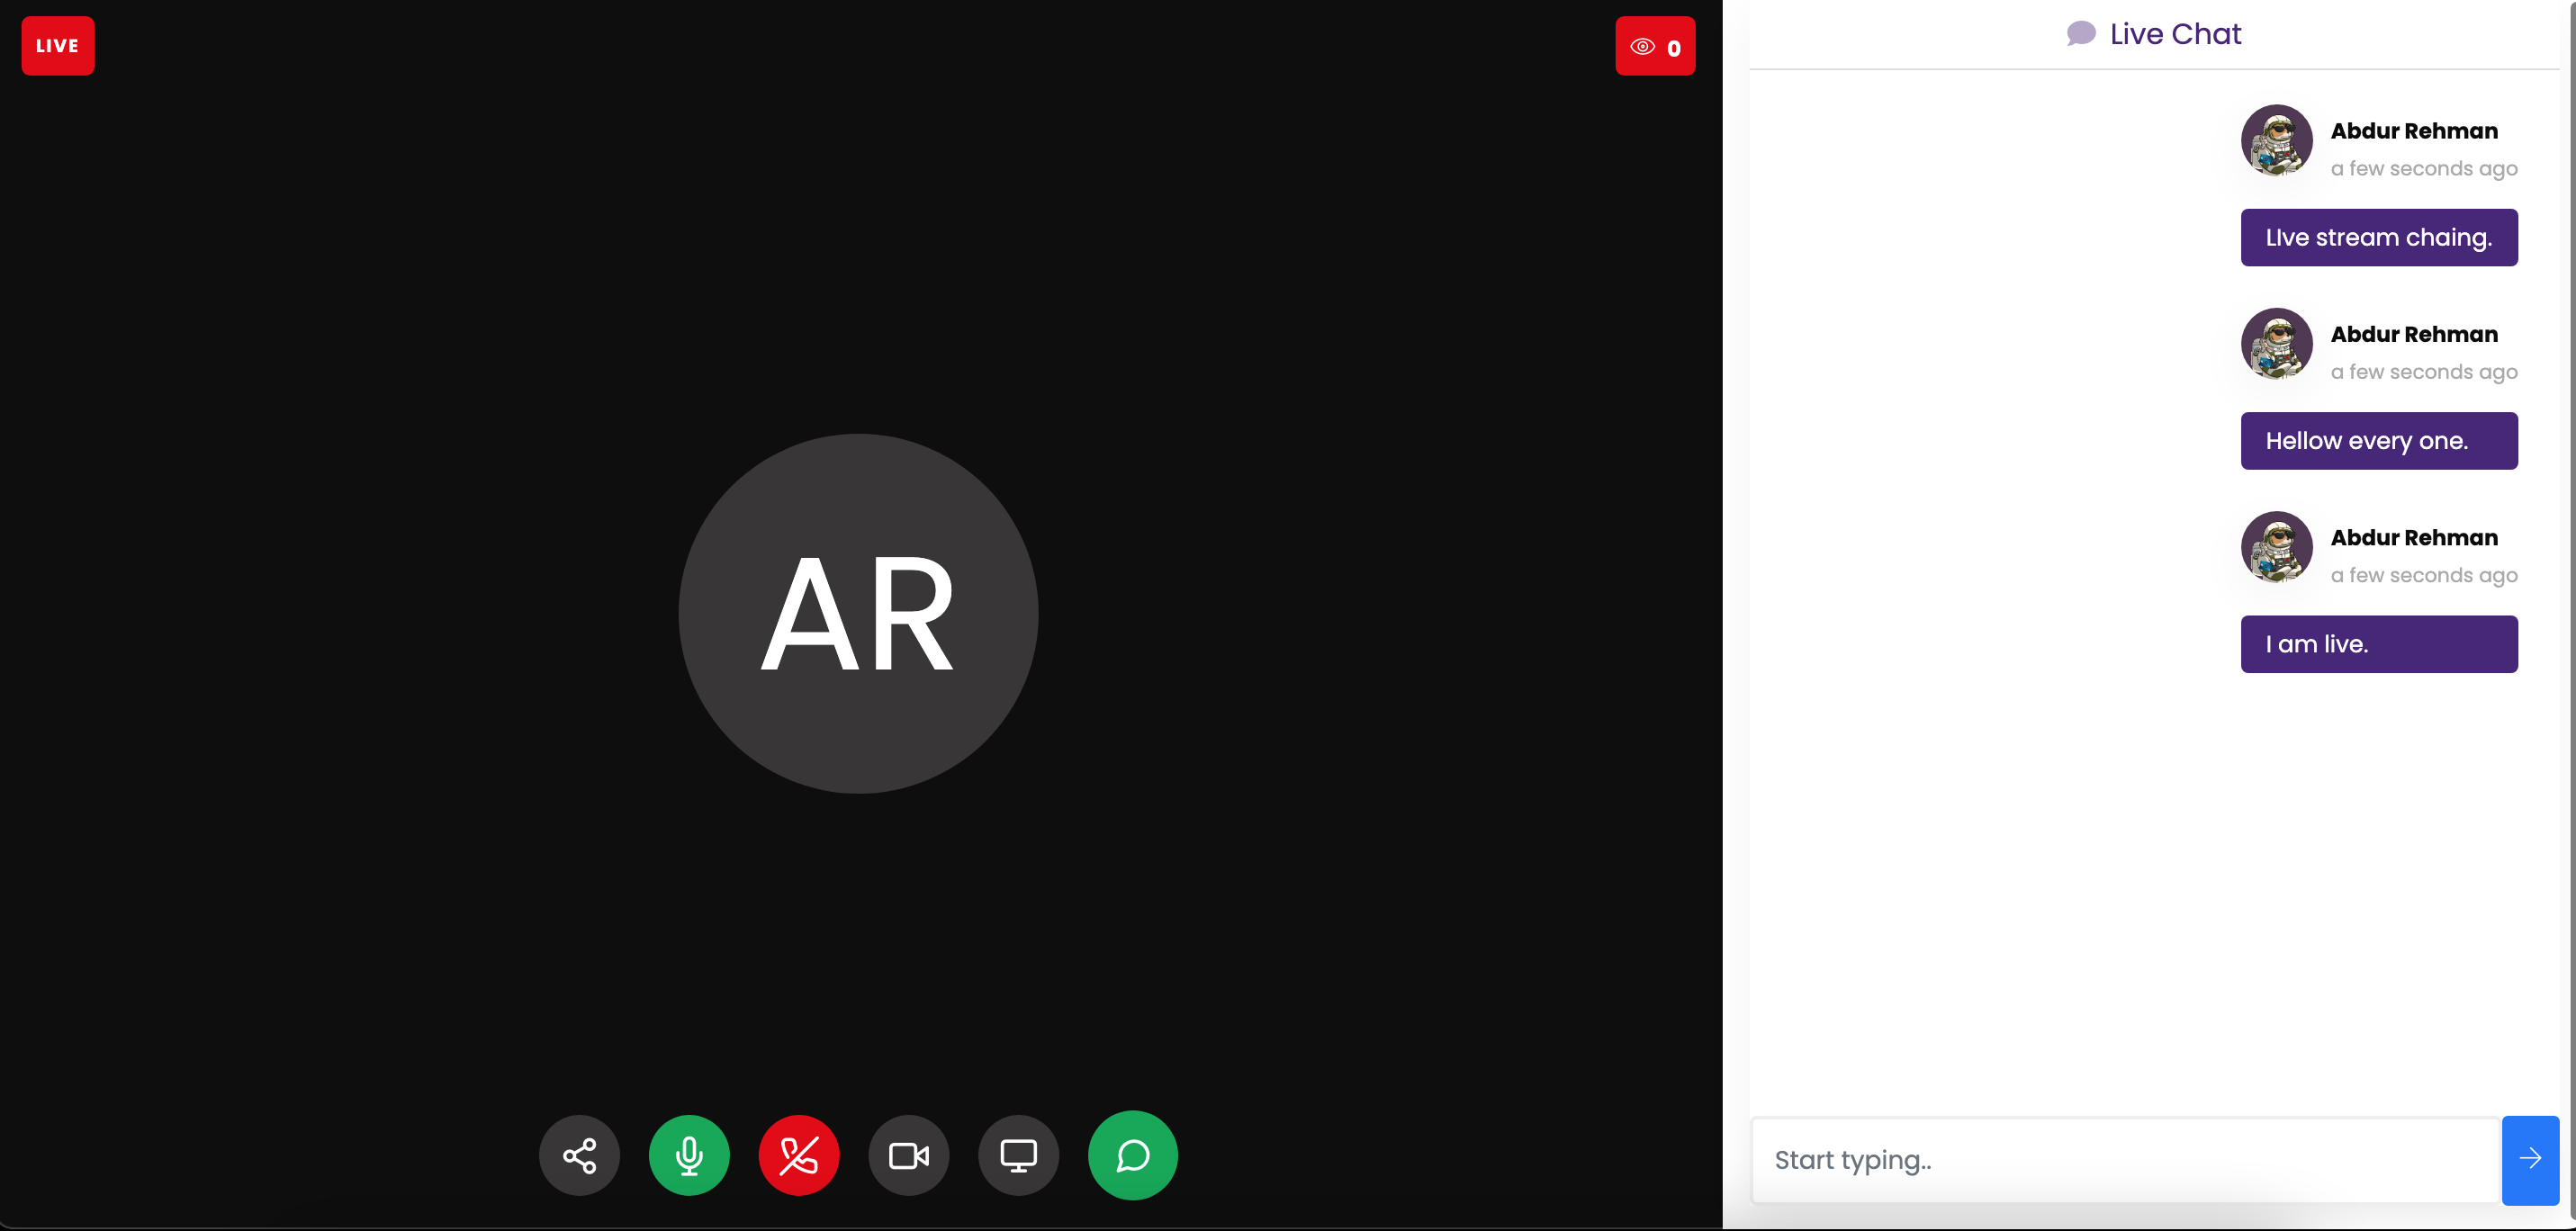 LIVE
0
AR
Live Chat
Abdur Rehman
a few seconds ago
LIve stream chaing.
Abdur Rehman
a few seconds ago
Hellow every one.
Abdur Rehman
a few seconds ago
I am live.
Start typing..